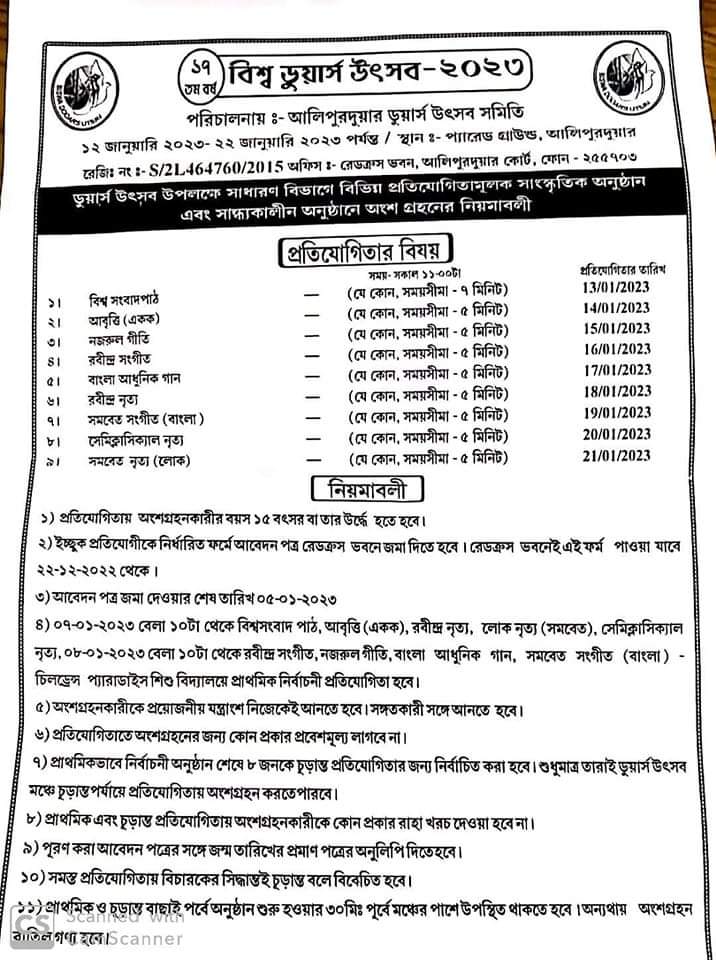 ১৭
তম বর্ষ
বিশ্ব ডুয়ার্স উৎসব-২০২৩
পরিচালনায় ঃ- আলিপুরদুয়ার ডুয়ার্স উৎসব সমিতি
১২ জানুয়ারি ২০২৩- ২২ জানুয়ারি ২০২৩ পর্যন্ত / স্থান ঃ- প্যারেড গ্রাউন্ড, আলিপুরদুয়ার
রেজিঃ নং ঃ- S/2L464760/2015 অফিস ঃ- রেডক্রস ভবন, আলিপুরদুয়ার কোর্ট, ফোন - ২৫৫৭০৩
ডুয়ার্স উৎসব উপলক্ষে সাধারণ বিভাগে বিভিন্ন প্রতিযোগিতামূলক সাংস্কৃতিক অনুষ্ঠান
এবং সান্ধ্যকালীন অনুষ্ঠানে অংশ গ্রহনের নিয়মাবলী
প্রতিযোগিতার বিষয়
সময়- সকাল ১১-০০টা প্রতিযোগিতার তারিখ
১। বিশ্ব সংবাদপাঠ — (যে কোন, সময়সীমা - ৭ মিনিট) 13/01/2023
২। আবৃত্তি (একক) — (যে কোন, সময়সীমা - ৫ মিনিট) 14/01/2023
৩। নজরুল গীতি — (যে কোন, সময়সীমা - ৫ মিনিট) 15/01/2023
৪। রবীন্দ্র সংগীত — (যে কোন, সময়সীমা - ৫ মিনিট) 16/01/2023
৫। বাংলা আধুনিক গান — (যে কোন, সময়সীমা - ৫ মিনিট) 17/01/2023
৬। রবীন্দ্র নৃত্য — (যে কোন, সময়সীমা - ৫ মিনিট) 18/01/2023
৭। সমবেত সংগীত (বাংলা) — (যে কোন, সময়সীমা - ৫ মিনিট) 19/01/2023
৮। সেমিক্লাসিক্যাল নৃত্য — (যে কোন, সময়সীমা - ৫ মিনিট) 20/01/2023
৯। সমবেত নৃত্য (লোক) — (যে কোন, সময়সীমা - ৫ মিনিট) 21/01/2023
নিয়মাবলী
১) প্রতিযোগিতায় অংশগ্রহনকারীর বয়স ১৫ বৎসর বা তার উর্দ্ধে হতে হবে।
২) ইচ্ছুক প্রতিযোগীকে নির্ধারিত ফর্মে আবেদন পত্র রেডক্রস ভবনে জমা দিতে হবে। রেডক্রস ভবনেই এই ফর্ম পাওয়া যাবে
২২-১২-২০২২ থেকে।
৩) আবেদন পত্র জমা দেওয়ার শেষ তারিখ ০৫-০১-২০২৩
৪) ০৭-০১-২০২৩ বেলা ১০টা থেকে বিশ্বসংবাদ পাঠ, আবৃত্তি (একক), রবীন্দ্র নৃত্য, লোক নৃত্য (সমবেত), সেমিক্লাসিক্যাল
নৃত্য, ০৮-০১-২০২৩ বেলা ১০টা থেকে রবীন্দ্র সংগীত, নজরুল গীতি, বাংলা আধুনিক গান, সমবেত সংগীত (বাংলা) -
চিলড্রেন্স প্যারাডাইস শিশু বিদ্যালয়ে প্রাথমিক নির্বাচনী প্রতিযোগিতা হবে।
৫) অংশগ্রহনকারীকে প্রয়োজনীয় যন্ত্রাংশ নিজেকেই আনতে হবে। সঙ্গতকারী সঙ্গে আনতে হবে।
৬) প্রতিযোগিতাতে অংশগ্রহনের জন্য কোন প্রকার প্রবেশমূল্য লাগবে না।
৭) প্রাথমিকভাবে নির্বাচনী অনুষ্ঠান শেষে ৮ জনকে চূড়ান্ত প্রতিযোগিতার জন্য নির্বাচিত করা হবে। শুধুমাত্র তারাই ডুয়ার্স উৎসব
মঞ্চে চূড়ান্ত পর্যায়ে প্রতিযোগিতায় অংশগ্রহন করতে পারবে।
৮) প্রাথমিক এবং চূড়ান্ত প্রতিযোগিতায় অংশগ্রহনকারীকে কোন প্রকার রাহা খরচ দেওয়া হবে না।
৯) পূরণ করা আবেদন পত্রের সঙ্গে জন্ম তারিখের প্রমাণ পত্রের অনুলিপি দিতে হবে।
১০) সমস্ত প্রতিযোগিতায় বিচারকের সিদ্ধান্তই চূড়ান্ত বলে বিবেচিত হবে।
১১) প্রাথমিক ও চূড়ান্ত বাছাই পর্বে অনুষ্ঠান শুরু হওয়ার ৩০মিঃ পূর্বে মঞ্চের পাশে উপস্থিত থাকতে হবে। অন্যথায় অংশগ্রহন
বাতিল গণ্য হবে।
CS Scanned with
CamScanner